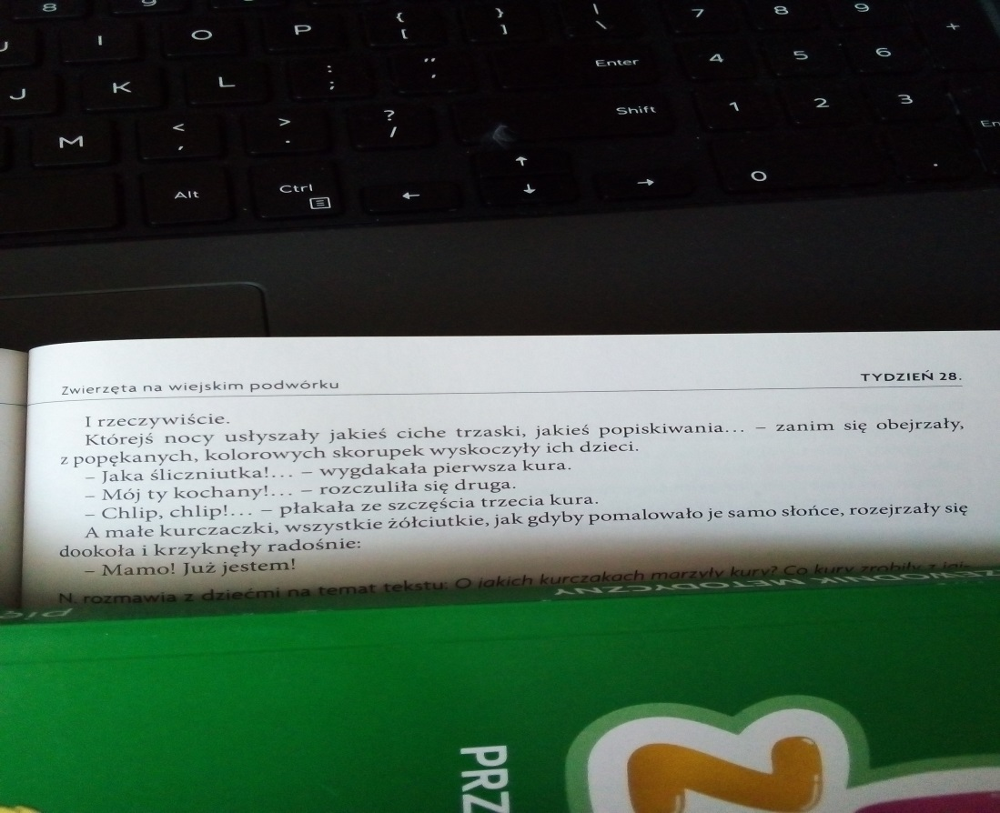 8 9
J I O P { [ } ] | \ 7 8 9 +
J K L : ; " ' Enter 4 5 6
M < , > . ? / Shift 1 2 3
Alt Ctrl ← ↑ ↓ → 0 .
Zwierzęta na wiejskim podwórku TYDZIEŃ 28.
I rzeczywiście.
Którejś nocy usłyszały jakieś ciche trzaski, jakieś popiskiwania... – zanim się obejrzały,
z popękanych, kolorowych skorupek wyskoczyły ich dzieci.
– Jaka śliczniutka!... – wygdakała pierwsza kura.
– Mój ty kochany!... – rozczuliła się druga.
– Chlip, chlip!... – płakała ze szczęścia trzecia kura.
A małe kurczaczki, wszystkie żółciutkie, jak gdyby pomalowało je samo słońce, rozejrzały się
dookoła i krzyknęły radośnie:
– Mamo! Już jestem!
N. rozmawia z dziećmi na temat tekstu: O jakich kurczakach marzyły kury? Co kury zrobiły z
METODYCZNY
PRZ